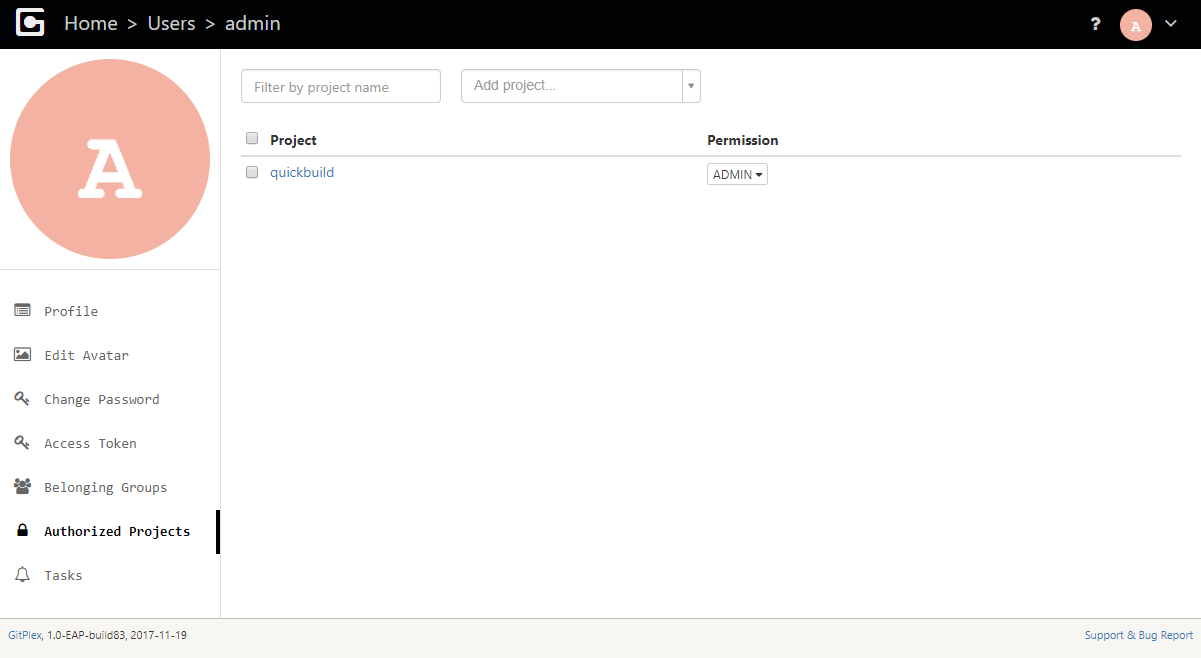 Home > Users > admin
? A
A
Filter by project name
Add project...
Project Permission
quickbuild ADMIN
Profile
Edit Avatar
Change Password
Access Token
Belonging Groups
Authorized Projects
Tasks
GitPlex, 1.0-EAP-build83, 2017-11-19
Support & Bug Report